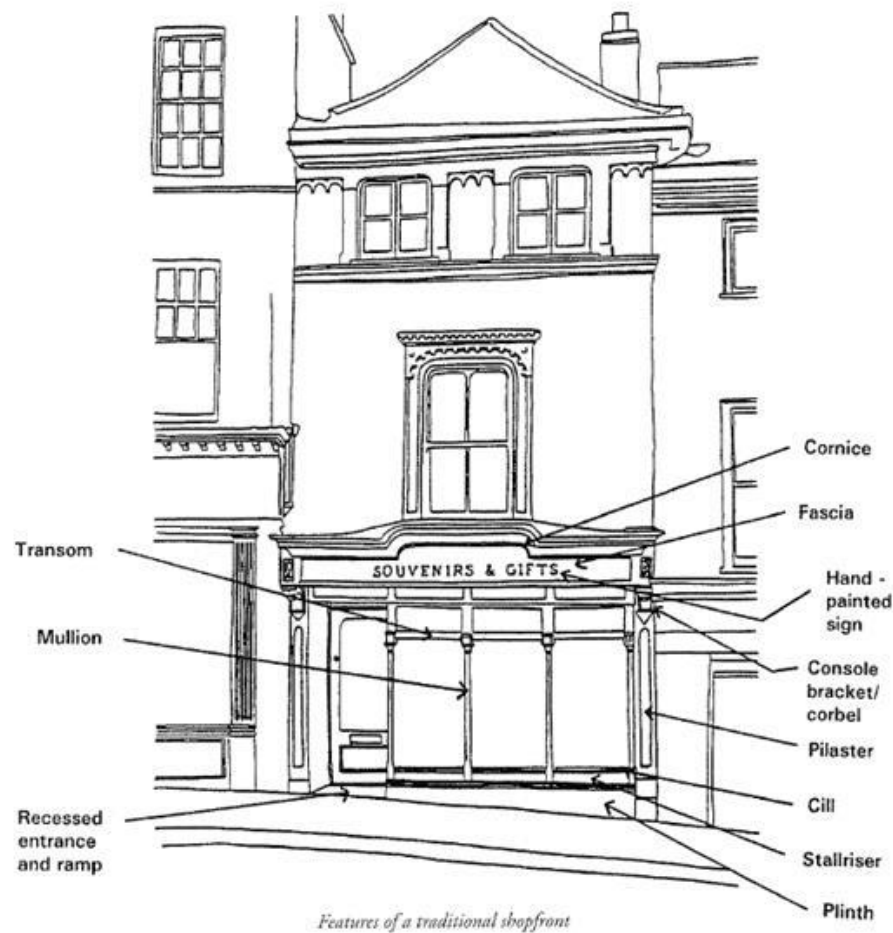 Cornice
Fascia
Transom
SOUVENIRS & GIFTS
Hand -
painted
sign
Mullion
Console
bracket/
corbel
Pilaster
Cill
Recessed
entrance
and ramp
Stallriser
Plinth
Features of a traditional shopfront